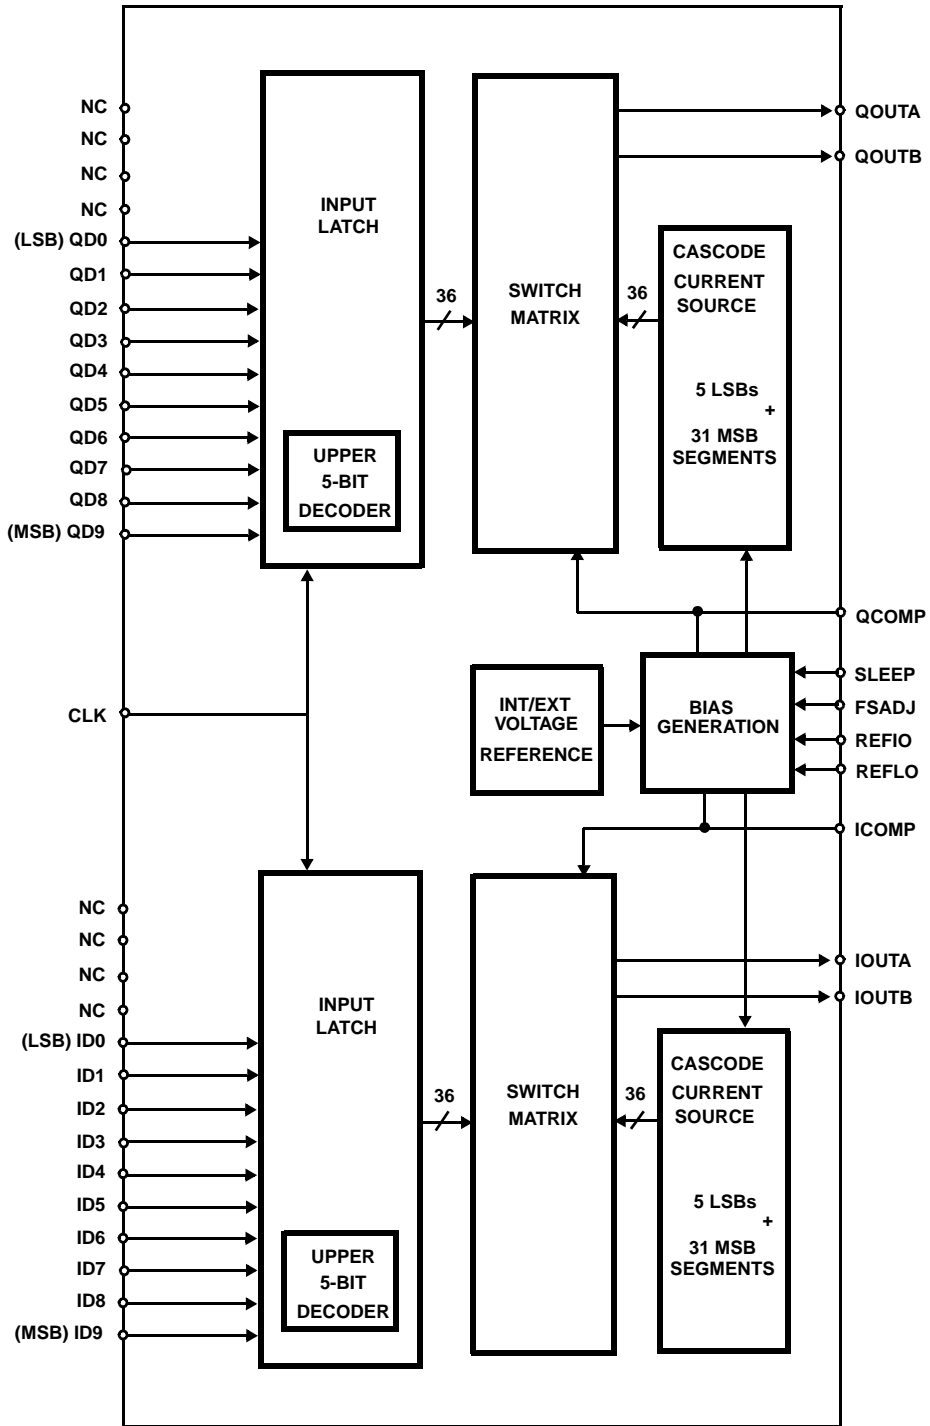 NC
NC
NC
NC
(LSB) QD0
QD1
QD2
QD3
QD4
QD5
QD6
QD7
QD8
(MSB) QD9
INPUT
LATCH
UPPER
5-BIT
DECODER
36
SWITCH
MATRIX
36
CASCODE
CURRENT
SOURCE
5 LSBs
+
31 MSB
SEGMENTS
QOUTA
QOUTB
QCOMP
CLK
INT/EXT
VOLTAGE
REFERENCE
BIAS
GENERATION
SLEEP
FSADJ
REFIO
REFLO
ICOMP
NC
NC
NC
NC
(LSB) ID0
ID1
ID2
ID3
ID4
ID5
ID6
ID7
ID8
(MSB) ID9
INPUT
LATCH
UPPER
5-BIT
DECODER
36
SWITCH
MATRIX
36
CASCODE
CURRENT
SOURCE
5 LSBs
+
31 MSB
SEGMENTS
IOUTA
IOUTB